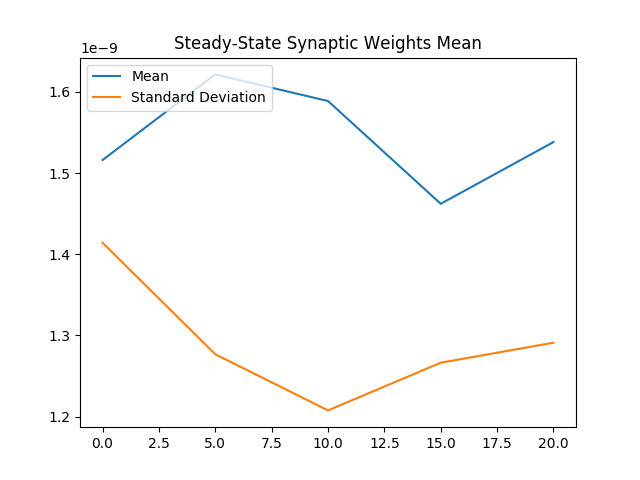 Steady-State Synaptic Weights Mean
1e−9
Mean
Standard Deviation
1.6
1.5
1.4
1.3
1.2
0.0 2.5 5.0 7.5 10.0 12.5 15.0 17.5 20.0